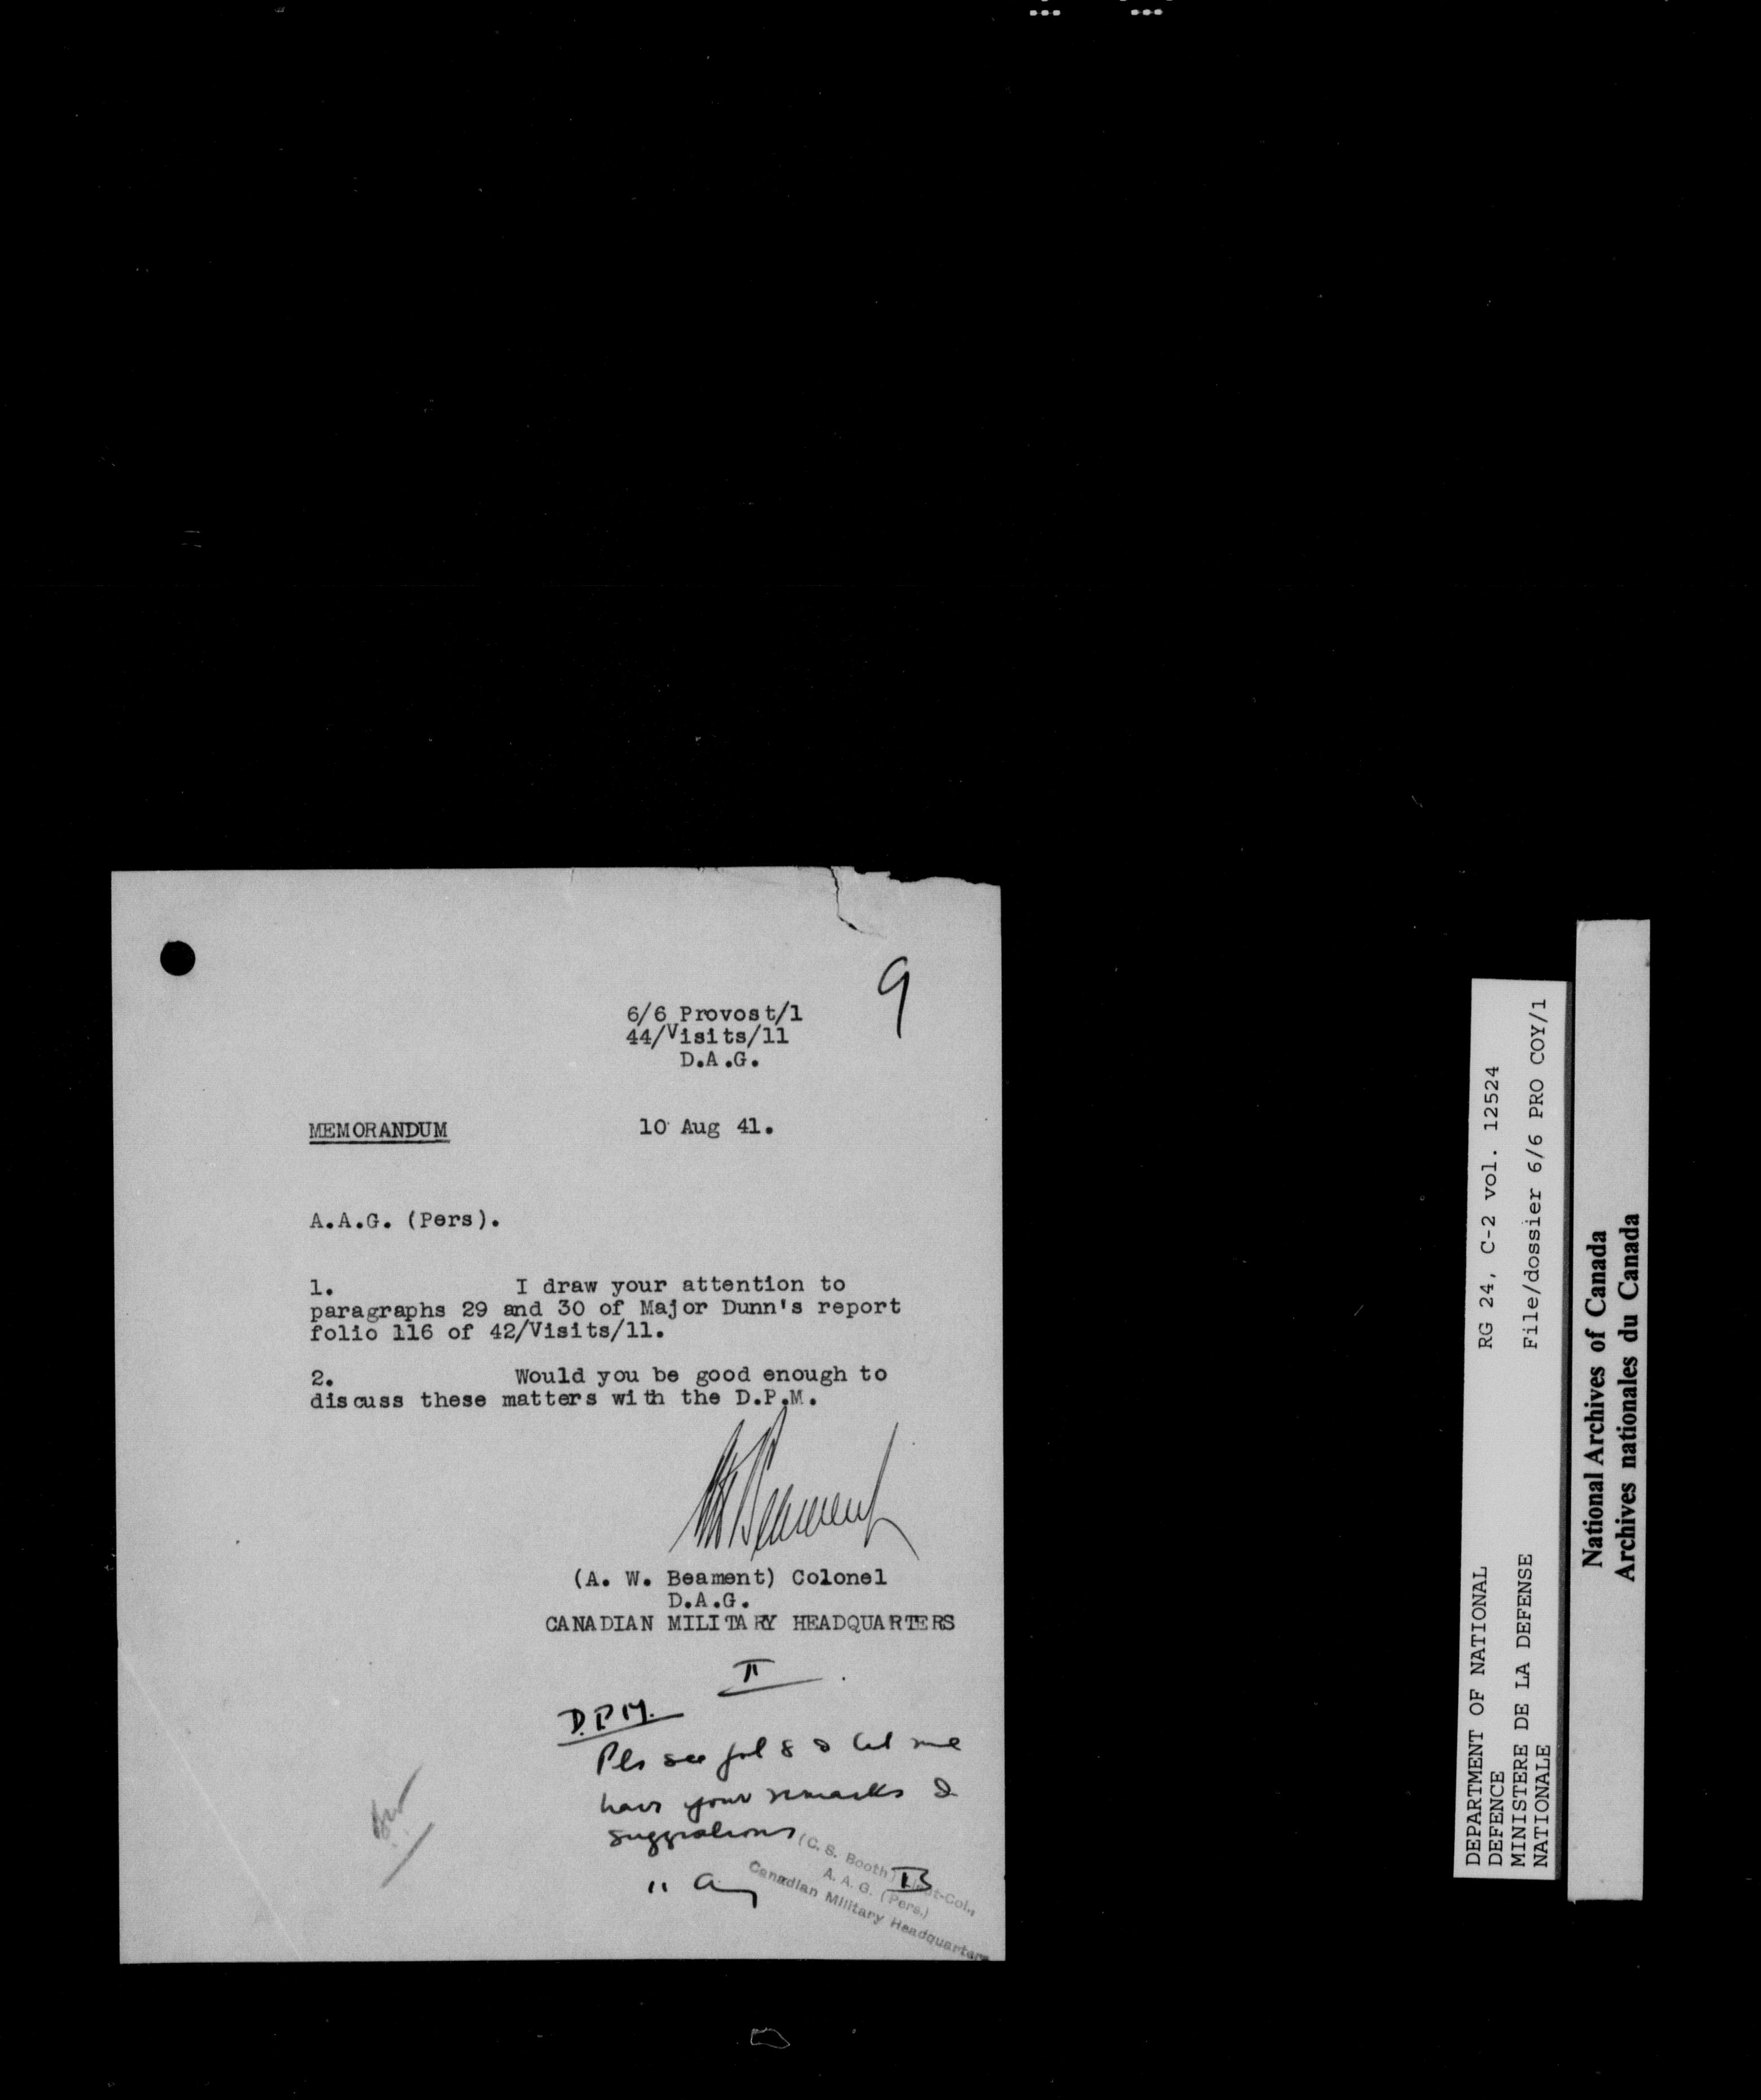 9
6/6 Provost/1
44/Visits/11
D.A.G.
MEMORANDUM
10 Aug 41.
A.A.G. (Pers).
1. I draw your attention to
paragraphs 29 and 30 of Major Dunn's report
folio 116 of 42/Visits/11.
2. Would you be good enough to
discuss these matters with the D.P.M.
(A. W. Beament) Colonel
D.A.G.
CANADIAN MILITARY HEADQUARTERS
II
D.P.M.
Pls see fol 8 & let me
have your remarks &
suggestions
11 Aug
B
(C. S. Booth) Lieut-Col.,
A. A. G. (Pers.)
Canadian Military Headquarters
DEPARTMENT OF NATIONAL RG 24, C-2 vol. 12524
DEFENCE
MINISTERE DE LA DEFENSE File/dossier 6/6 PRO COY/1
NATIONALE
National Archives of Canada
Archives nationales du Canada